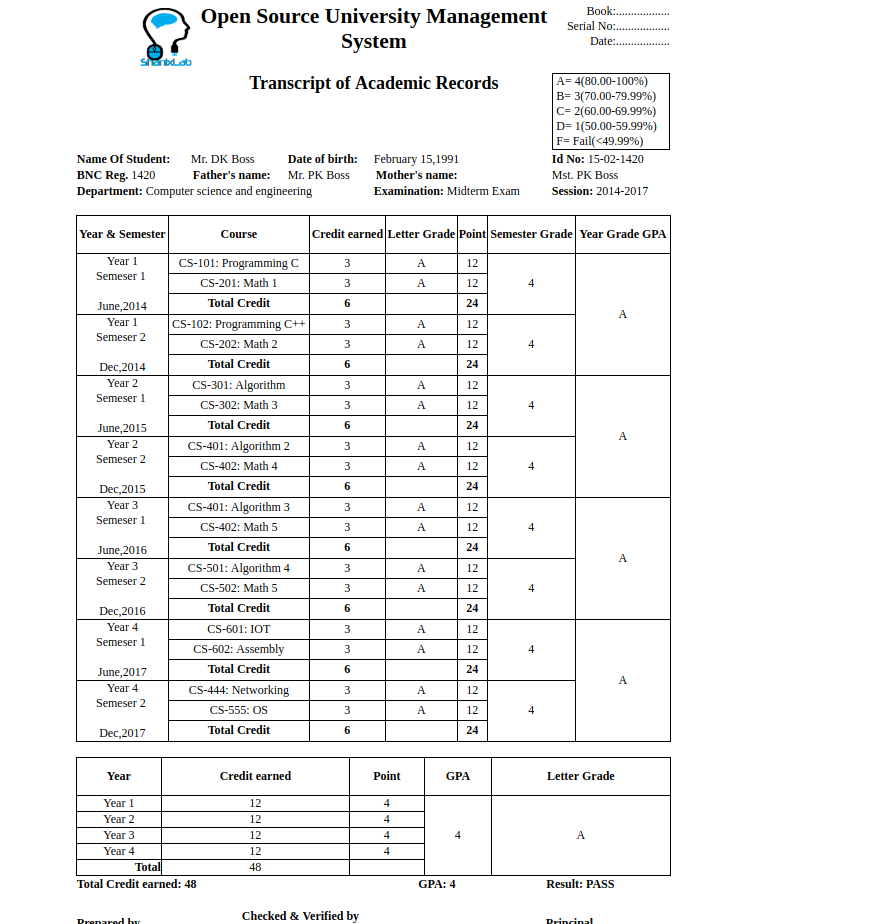 Open Source University Management
System
Book:..................
Serial No:..................
Date:..................
ShanixLab
Transcript of Academic Records
A= 4(80.00-100%)
B= 3(70.00-79.99%)
C= 2(60.00-69.99%)
D= 1(50.00-59.99%)
F= Fail(<49.99%)
Name Of Student: Mr. DK Boss Date of birth: February 15,1991 Id No: 15-02-1420
BNC Reg. 1420 Father's name: Mr. PK Boss Mother's name: Mst. PK Boss
Department: Computer science and engineering Examination: Midterm Exam Session: 2014-2017
Year & Semester Course Credit earned Letter Grade Point Semester Grade Year Grade GPA
Year 1
Semeser 1
June,2014
CS-101: Programming C 3 A 12
CS-201: Math 1 3 A 12
Total Credit 6 24
4
A
Year 1
Semeser 2
Dec,2014
CS-102: Programming C++ 3 A 12
CS-202: Math 2 3 A 12
Total Credit 6 24
4
Year 2
Semeser 1
June,2015
CS-301: Algorithm 3 A 12
CS-302: Math 3 3 A 12
Total Credit 6 24
4
A
Year 2
Semeser 2
Dec,2015
CS-401: Algorithm 2 3 A 12
CS-402: Math 4 3 A 12
Total Credit 6 24
4
Year 3
Semeser 1
June,2016
CS-401: Algorithm 3 3 A 12
CS-402: Math 5 3 A 12
Total Credit 6 24
4
A
Year 3
Semeser 2
Dec,2016
CS-501: Algorithm 4 3 A 12
CS-502: Math 5 3 A 12
Total Credit 6 24
4
Year 4
Semeser 1
June,2017
CS-601: IOT 3 A 12
CS-602: Assembly 3 A 12
Total Credit 6 24
4
A
Year 4
Semeser 2
Dec,2017
CS-444: Networking 3 A 12
CS-555: OS 3 A 12
Total Credit 6 24
4
Year Credit earned Point GPA Letter Grade
Year 1 12 4
Year 2 12 4
Year 3 12 4
Year 4 12 4
Total 48
4
A
Total Credit earned: 48 GPA: 4 Result: PASS
Prepared by Checked & Verified by Principal